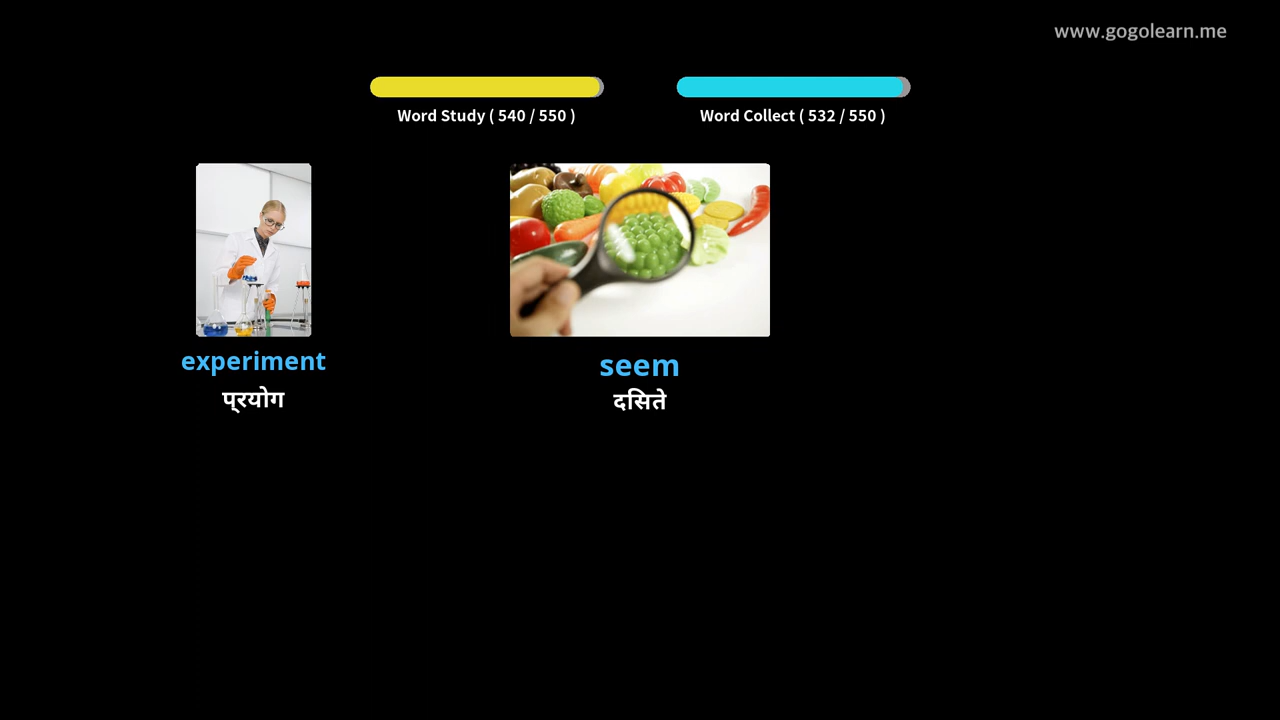 www.gogolearn.me
Word Study ( 540 / 550 )
Word Collect ( 532 / 550 )
experiment
प्‌रयोग
seem
दसिते